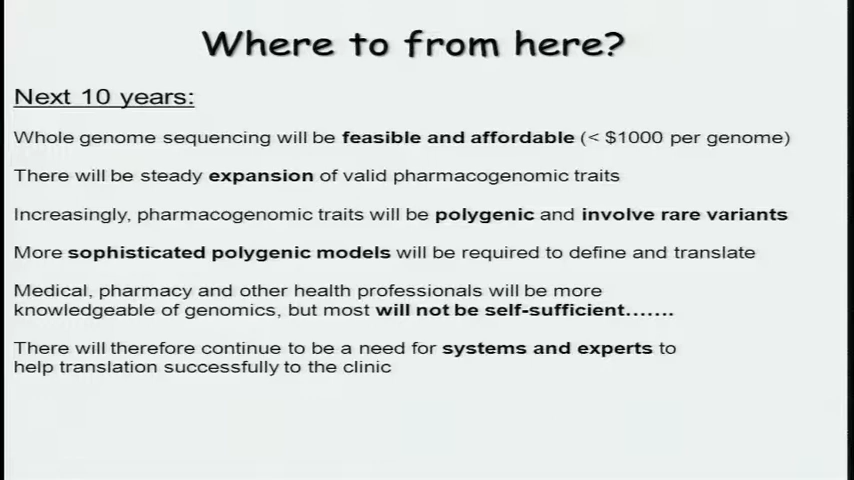 Where to from here?
Next 10 years:
Whole genome sequencing will be feasible and affordable (< $1000 per genome)
There will be steady expansion of valid pharmacogenomic traits
Increasingly, pharmacogenomic traits will be polygenic and involve rare variants
More sophisticated polygenic models will be required to define and translate
Medical, pharmacy and other health professionals will be more
knowledgeable of genomics, but most will not be self-sufficient…….
There will therefore continue to be a need for systems and experts to
help translation successfully to the clinic